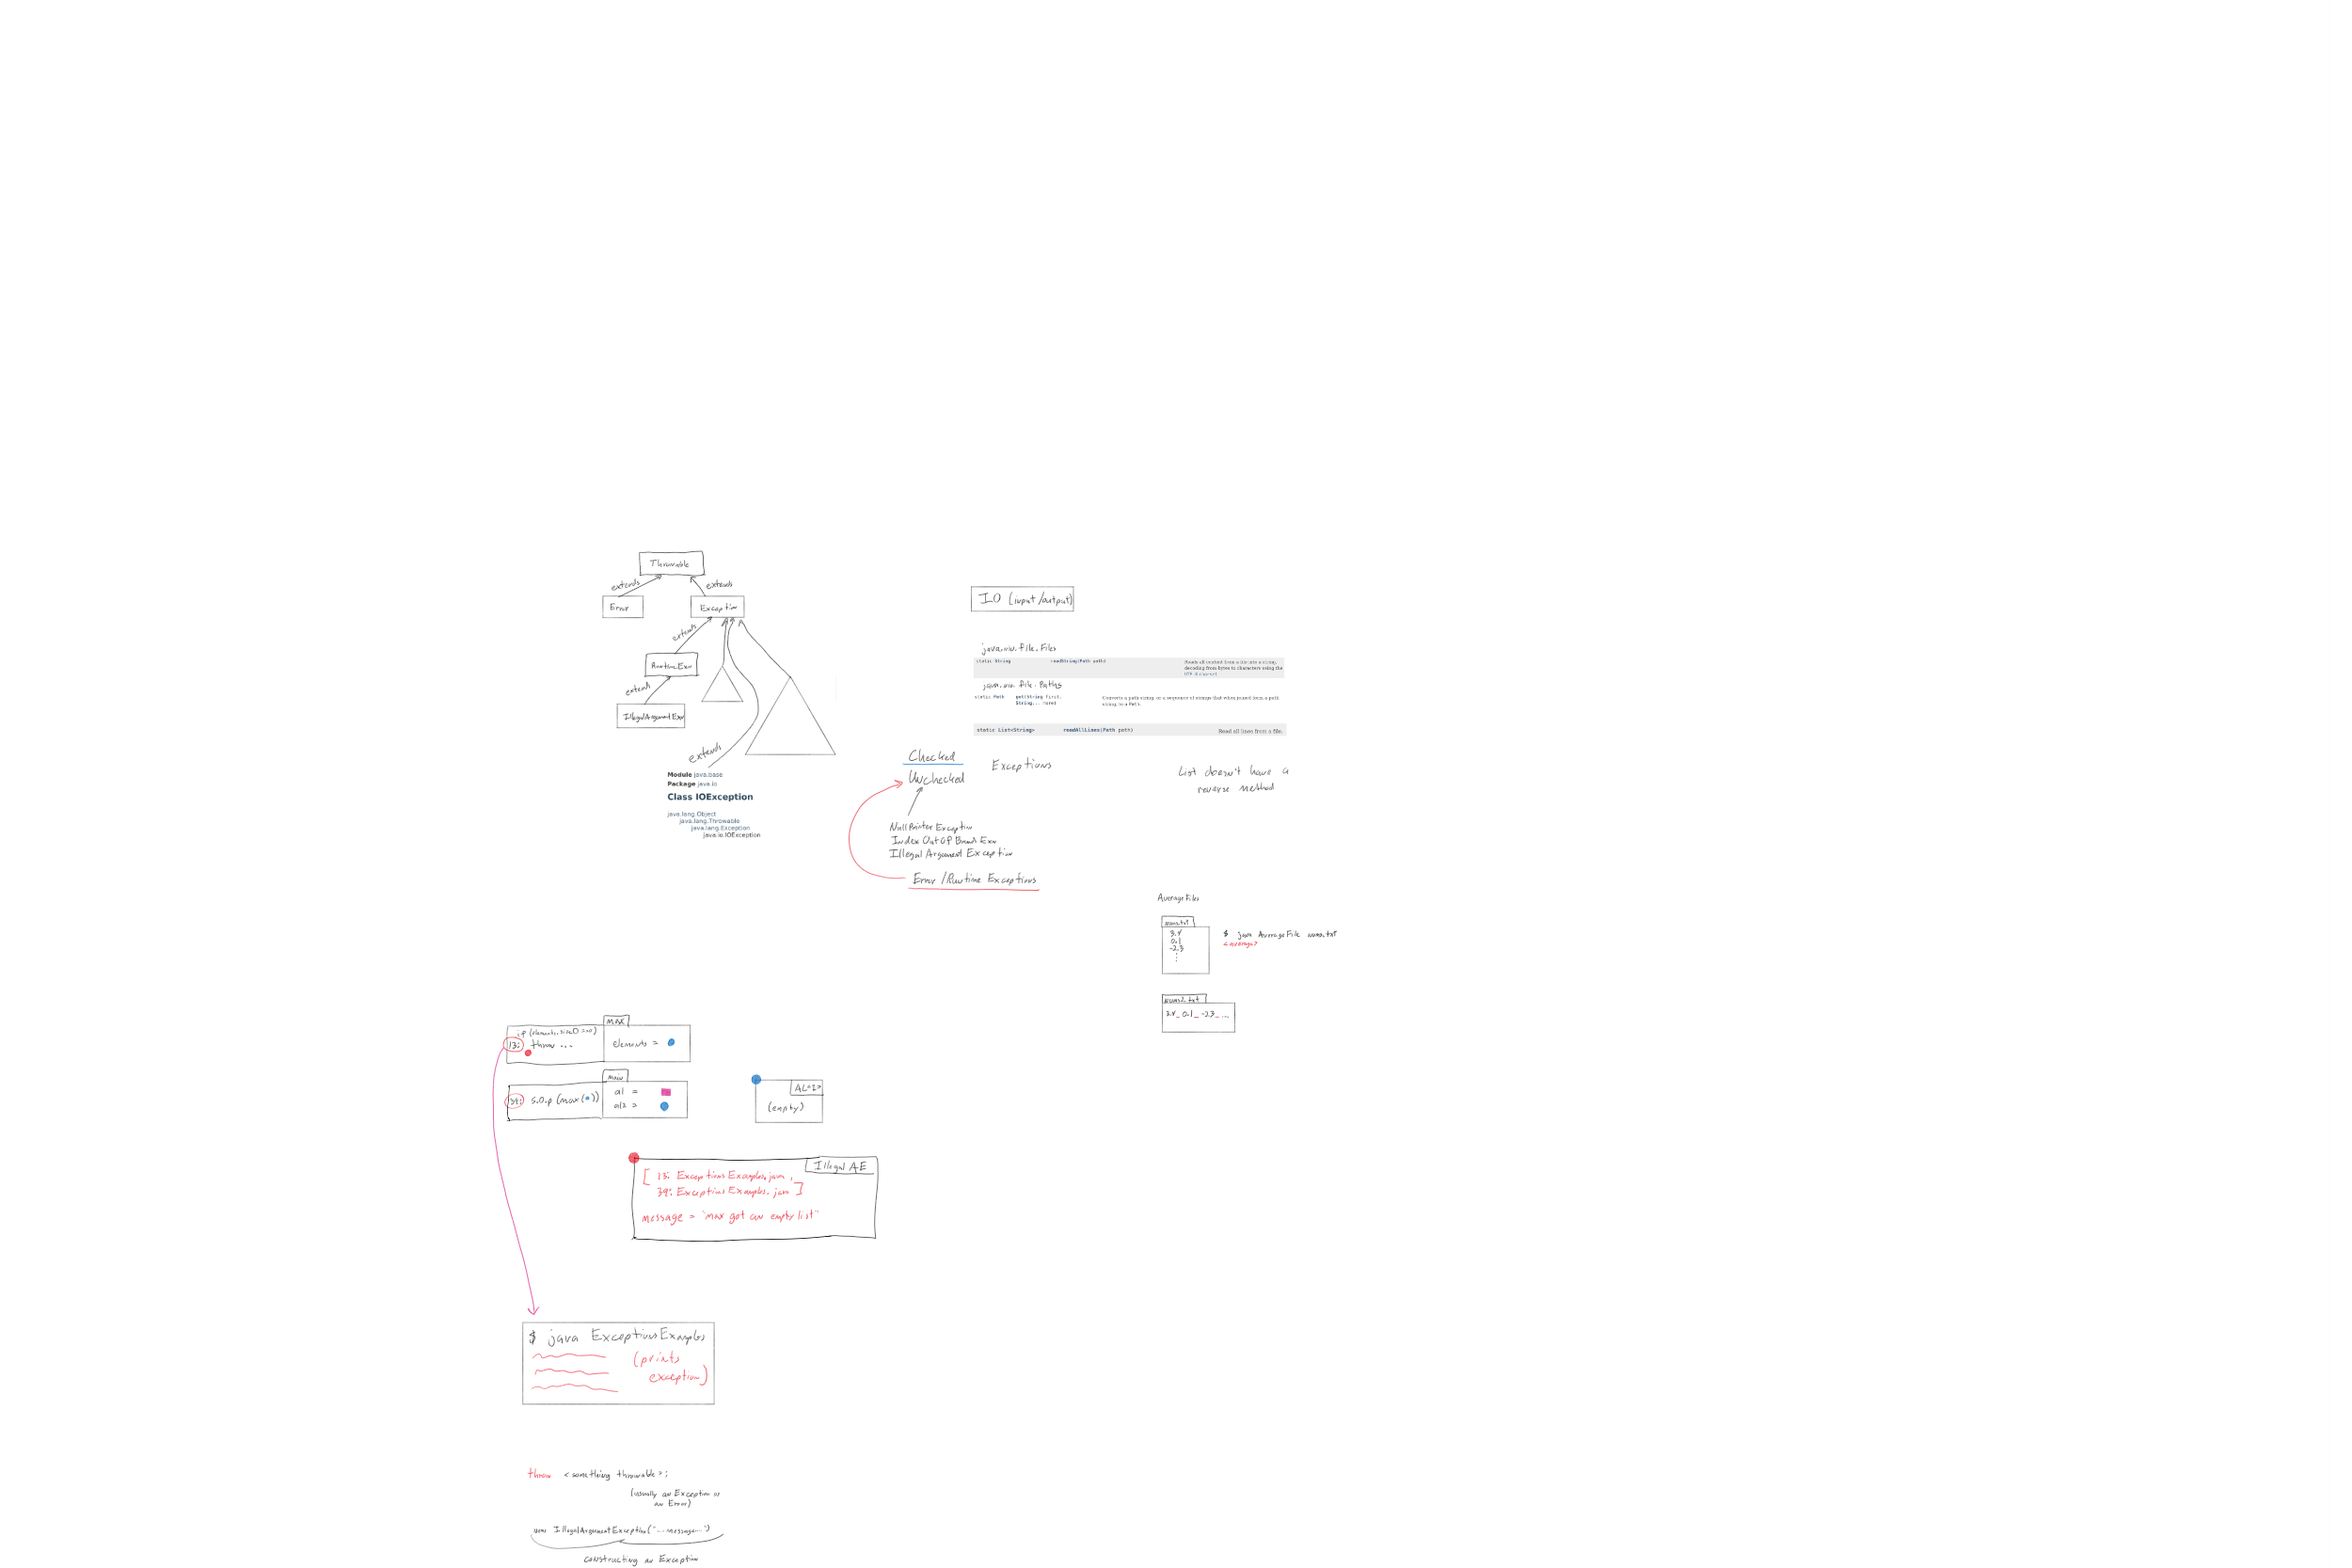 Throwable
extends
extends
Error
Exception
extends
RuntimeExn
extends
IllegalArgumentExn
extends
Module java.base
Package java.io
Class IOException
java.lang.Object
java.lang.Throwable
java.lang.Exception
java.io.IOException
IO (input/output)
java.nio.file.Files
static String readString(Path path) Reads all content from a file into a string,
decoding from bytes to characters using the
UTF-8 charset.
java.nio.file.Paths
static Path get(String first, Converts a path string, or a sequence of strings that when joined form a path
String... more) string, to a Path.
static List<String> readAllLines(Path path) Read all lines from a file.
Checked
Unchecked
Exceptions
List doesn't have a
reverse method
NullPointerException
IndexOutOfBoundsExn
IllegalArgumentException
Error/Runtime Exceptions
AverageFiles
nums.txt
3.4
0.1
-2.3
$ java AverageFile nums.txt
<average>
nums2.txt
3.4_ 0.1_ -2.3_ ...
max
if (elements.size() == 0)
13: throw ...
elements =
main
39: S.O.p (max( ))
al =
al2 =
AL<I>
(empty)
Illegal AE
[ 13: ExceptionsExamples.java,
39: ExceptionsExamples.java ]
message = "max got an empty list"
$ java ExceptionsExamples
(prints
exception)
throw <something throwable>;
(usually an Exception or
an Error)
new IllegalArgumentException("...message...")
constructing an Exception